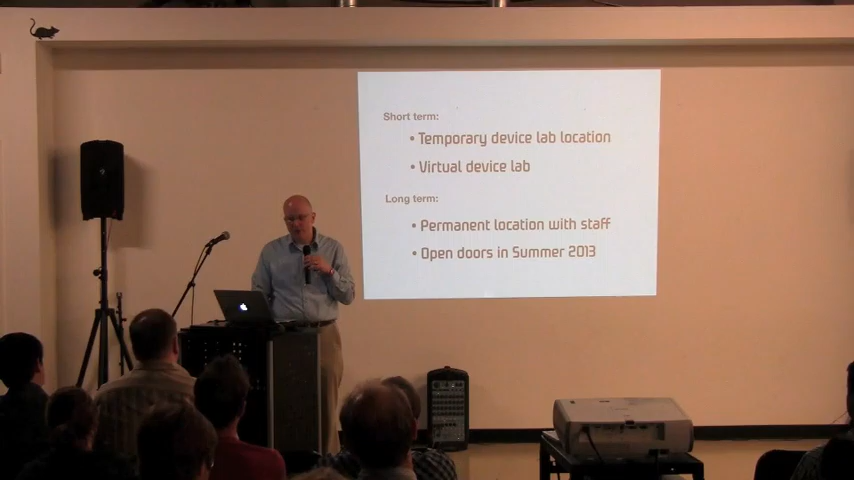 Short term:
• Temporary device lab location
• Virtual device lab
Long term:
• Permanent location with staff
• Open doors in Summer 2013